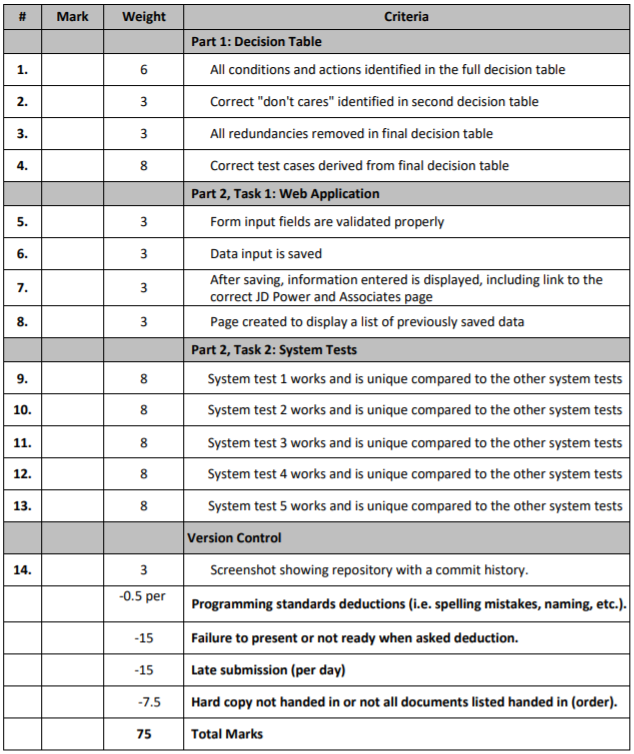 # Mark Weight Criteria
Part 1: Decision Table
1. 6 All conditions and actions identified in the full decision table
2. 3 Correct "don't cares" identified in second decision table
3. 3 All redundancies removed in final decision table
4. 8 Correct test cases derived from final decision table
Part 2, Task 1: Web Application
5. 3 Form input fields are validated properly
6. 3 Data input is saved
7. 3 After saving, information entered is displayed, including link to the
correct JD Power and Associates page
8. 3 Page created to display a list of previously saved data
Part 2, Task 2: System Tests
9. 8 System test 1 works and is unique compared to the other system tests
10. 8 System test 2 works and is unique compared to the other system tests
11. 8 System test 3 works and is unique compared to the other system tests
12. 8 System test 4 works and is unique compared to the other system tests
13. 8 System test 5 works and is unique compared to the other system tests
Version Control
14. 3 Screenshot showing repository with a commit history.
-0.5 per Programming standards deductions (i.e. spelling mistakes, naming, etc.).
-15 Failure to present or not ready when asked deduction.
-15 Late submission (per day)
-7.5 Hard copy not handed in or not all documents listed handed in (order).
75 Total Marks